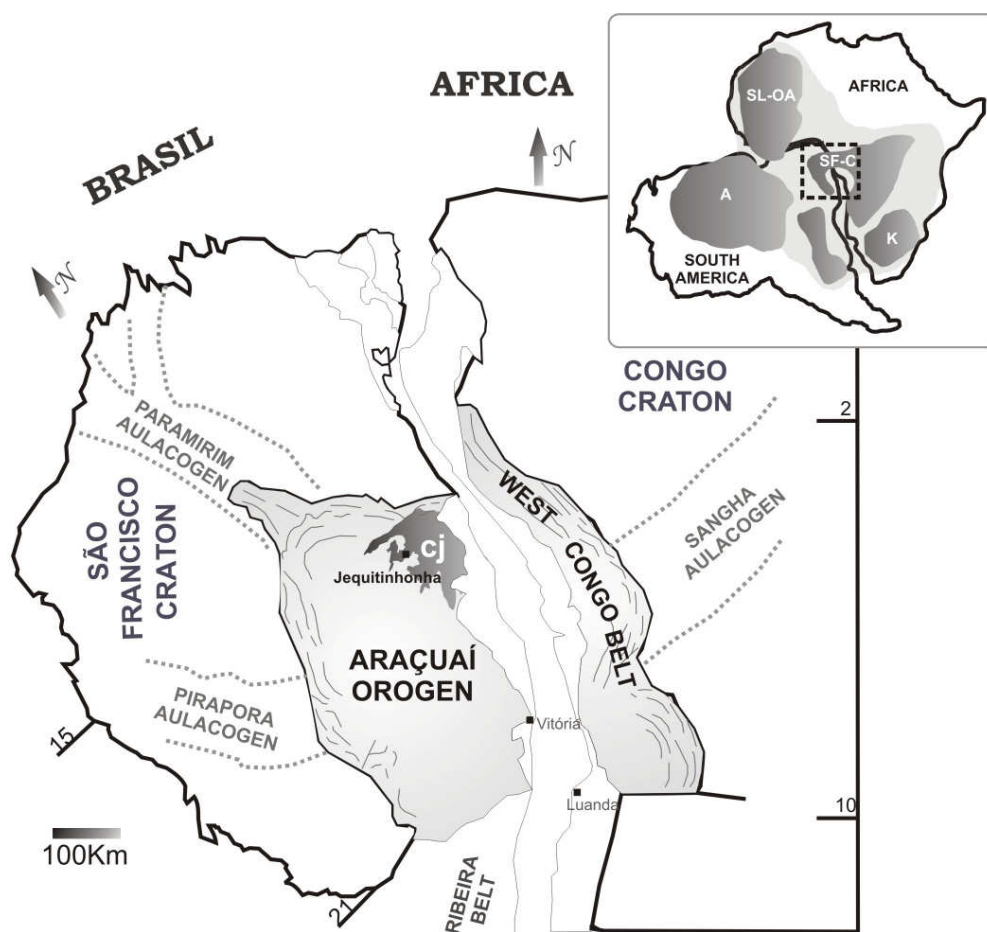 AFRICA
BRASIL
N
N
SL-OA
AFRICA
SF-C
A
K
SOUTH
AMERICA
CONGO
CRATON
2
PARAMIRIM
AULACOGEN
WEST
CONGO BELT
SANGHA
AULACOGEN
SÃO
FRANCISCO
CRATON
cj
Jequitinhonha
ARAÇUAÍ
OROGEN
PIRAPORA
AULACOGEN
Vitória
15
Luanda
10
100Km
RIBEIRA
BELT
21